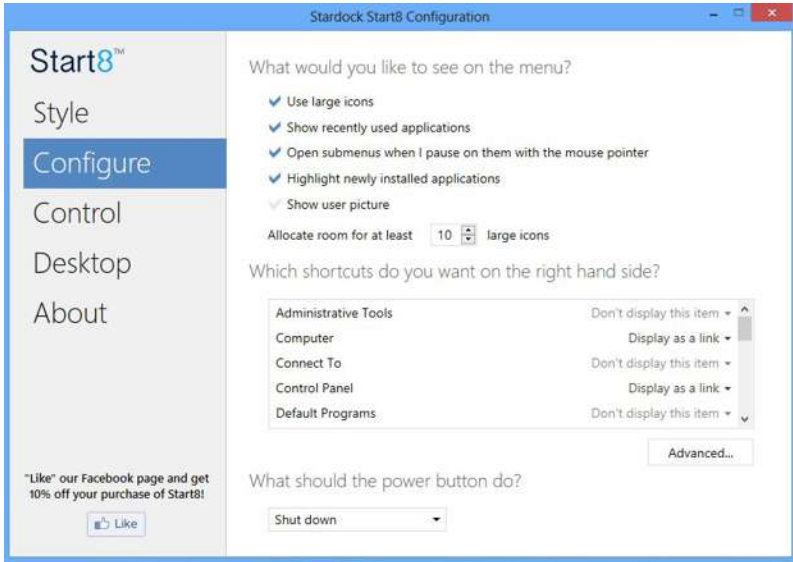 Stardock Start8 Configuration
Start8™
Style
Configure
Control
Desktop
About
"Like" our Facebook page and get
10% off your purchase of Start8!
Like
What would you like to see on the menu?
Use large icons
Show recently used applications
Open submenus when I pause on them with the mouse pointer
Highlight newly installed applications
Show user picture
Allocate room for at least 10 large icons
Which shortcuts do you want on the right hand side?
Administrative Tools Don't display this item
Computer Display as a link
Connect To Don't display this item
Control Panel Display as a link
Default Programs Don't display this item
Advanced...
What should the power button do?
Shut down